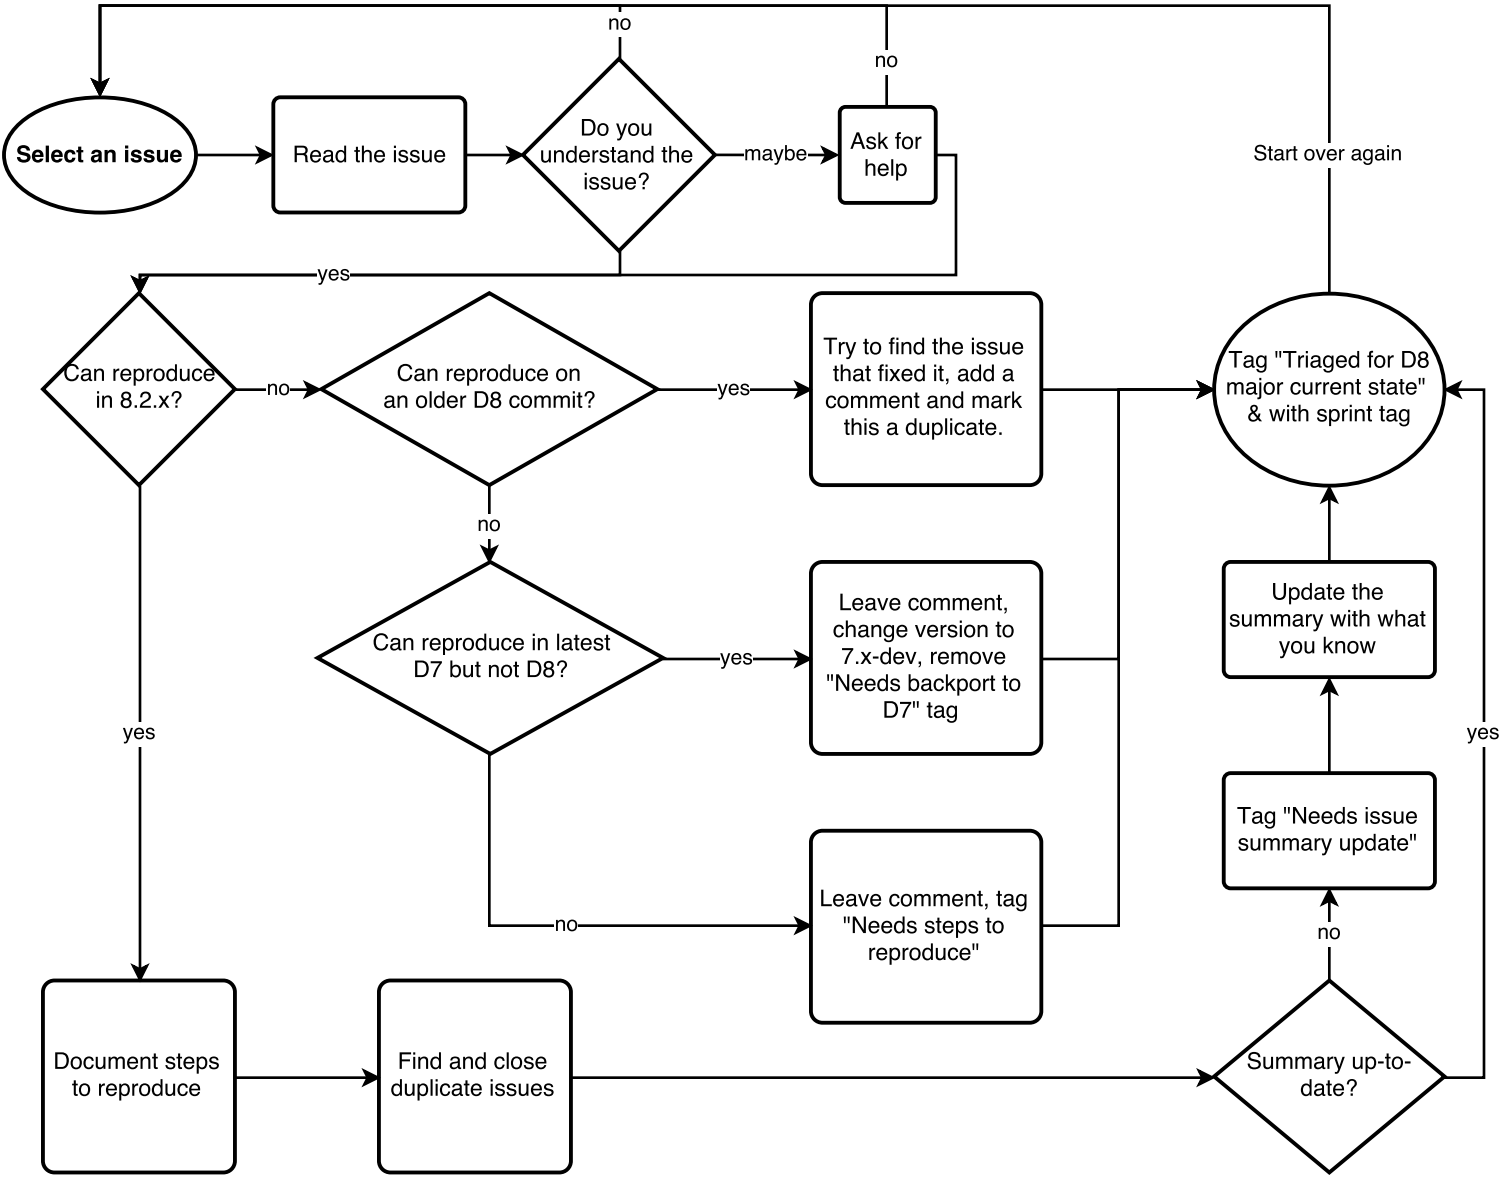 no
no
Select an issue
Read the issue
Do you
understand the
issue?
maybe
Ask for
help
Start over again
yes
Can reproduce
in 8.2.x?
no
Can reproduce on
an older D8 commit?
yes
Try to find the issue
that fixed it, add a
comment and mark
this a duplicate.
Tag "Triaged for D8
major current state"
& with sprint tag
no
Can reproduce in latest
D7 but not D8?
yes
Leave comment,
change version to
7.x-dev, remove
"Needs backport to
D7" tag
Update the
summary with what
you know
yes
yes
Tag "Needs issue
summary update"
no
Leave comment, tag
"Needs steps to
reproduce"
no
Document steps
to reproduce
Find and close
duplicate issues
Summary up-to-
date?